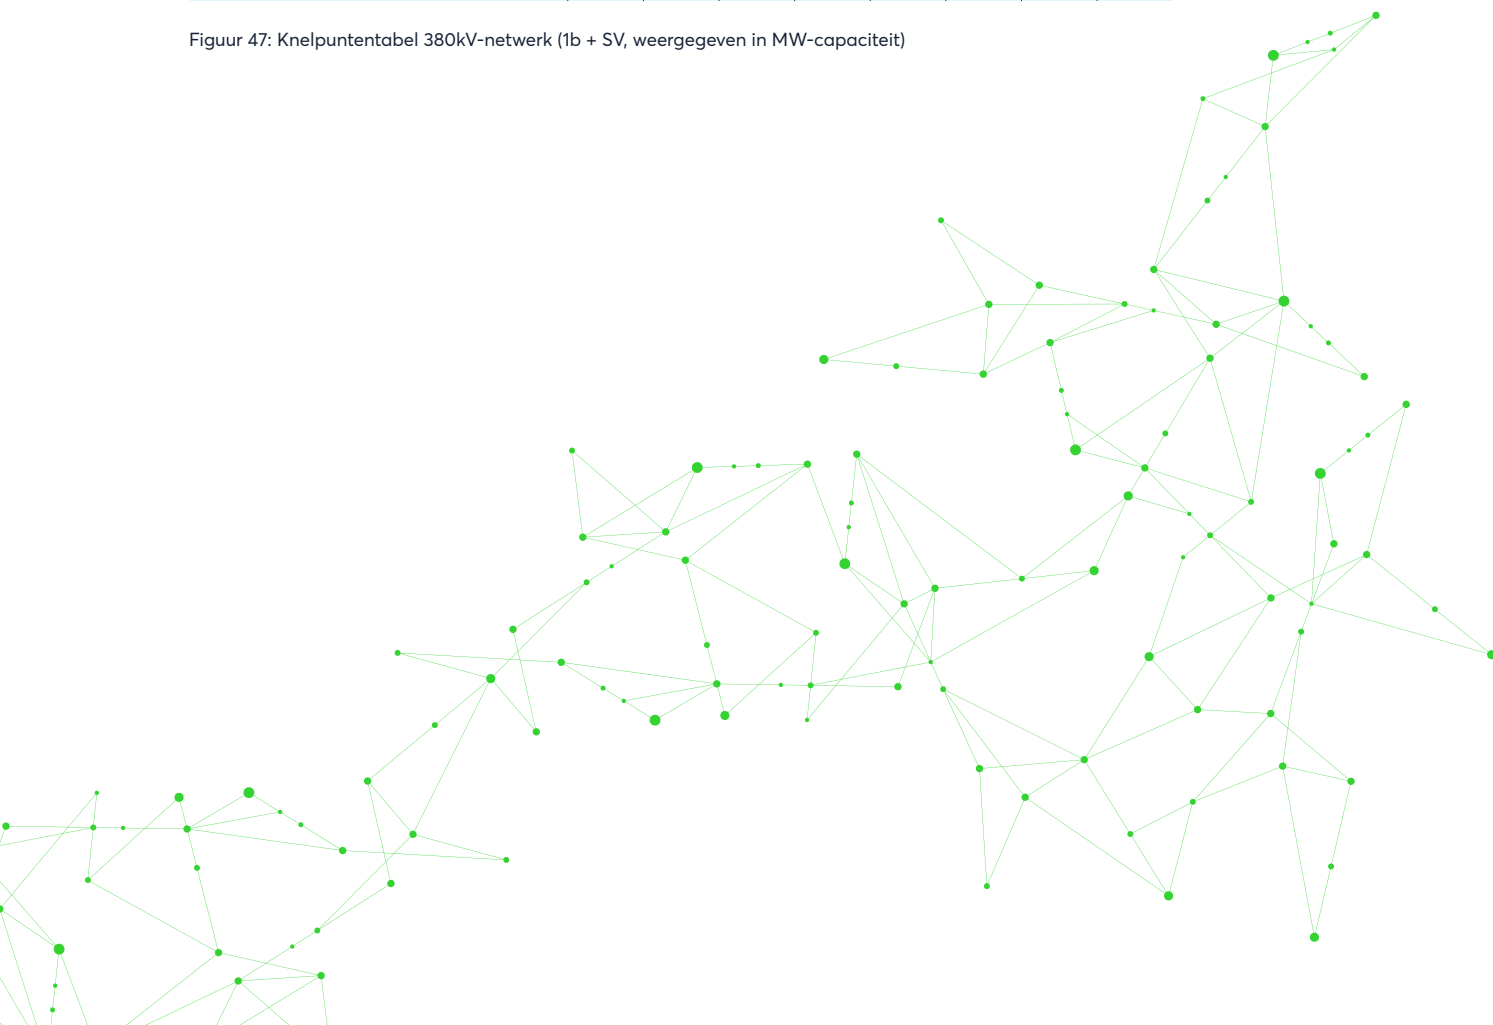 Figuur 47: Knelpuntentabel 380kV-netwerk (1b + SV, weergegeven in MW-capaciteit)